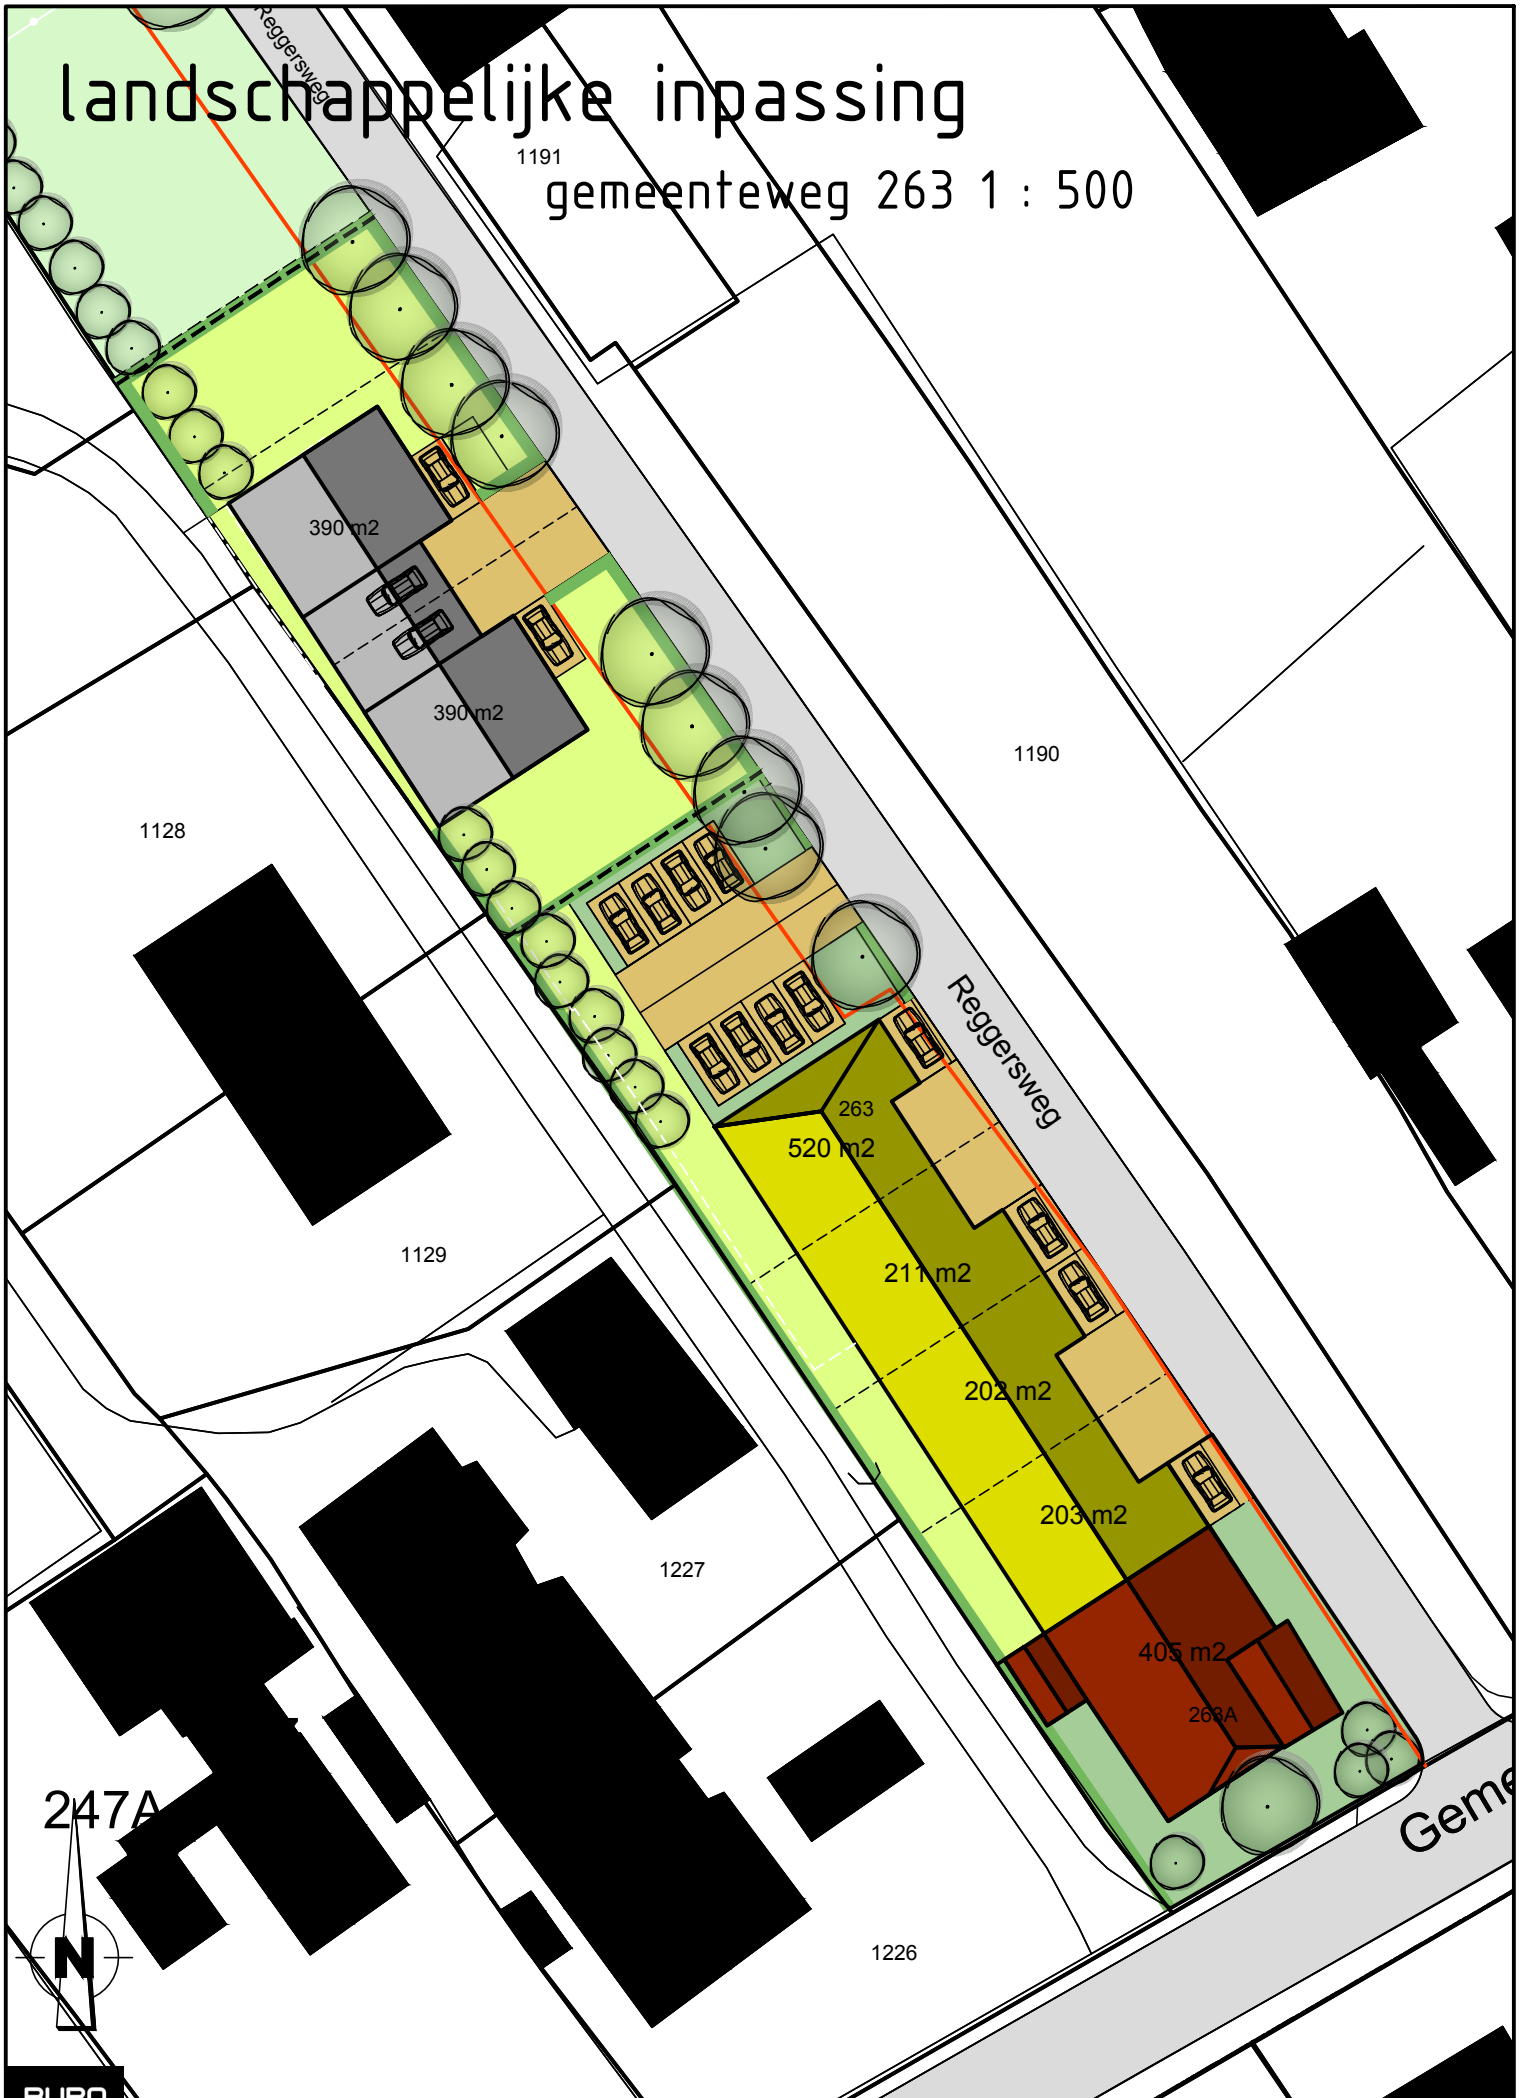 Reggersweg
landschappelijke inpassing
1191
gemeenteweg 263 1 : 500
390 m2
390 m2
1190
1128
Reggersweg
263
520 m2
1129
211 m2
202 m2
203 m2
1227
405 m2
263A
247A
Geme
N
1226
BURO